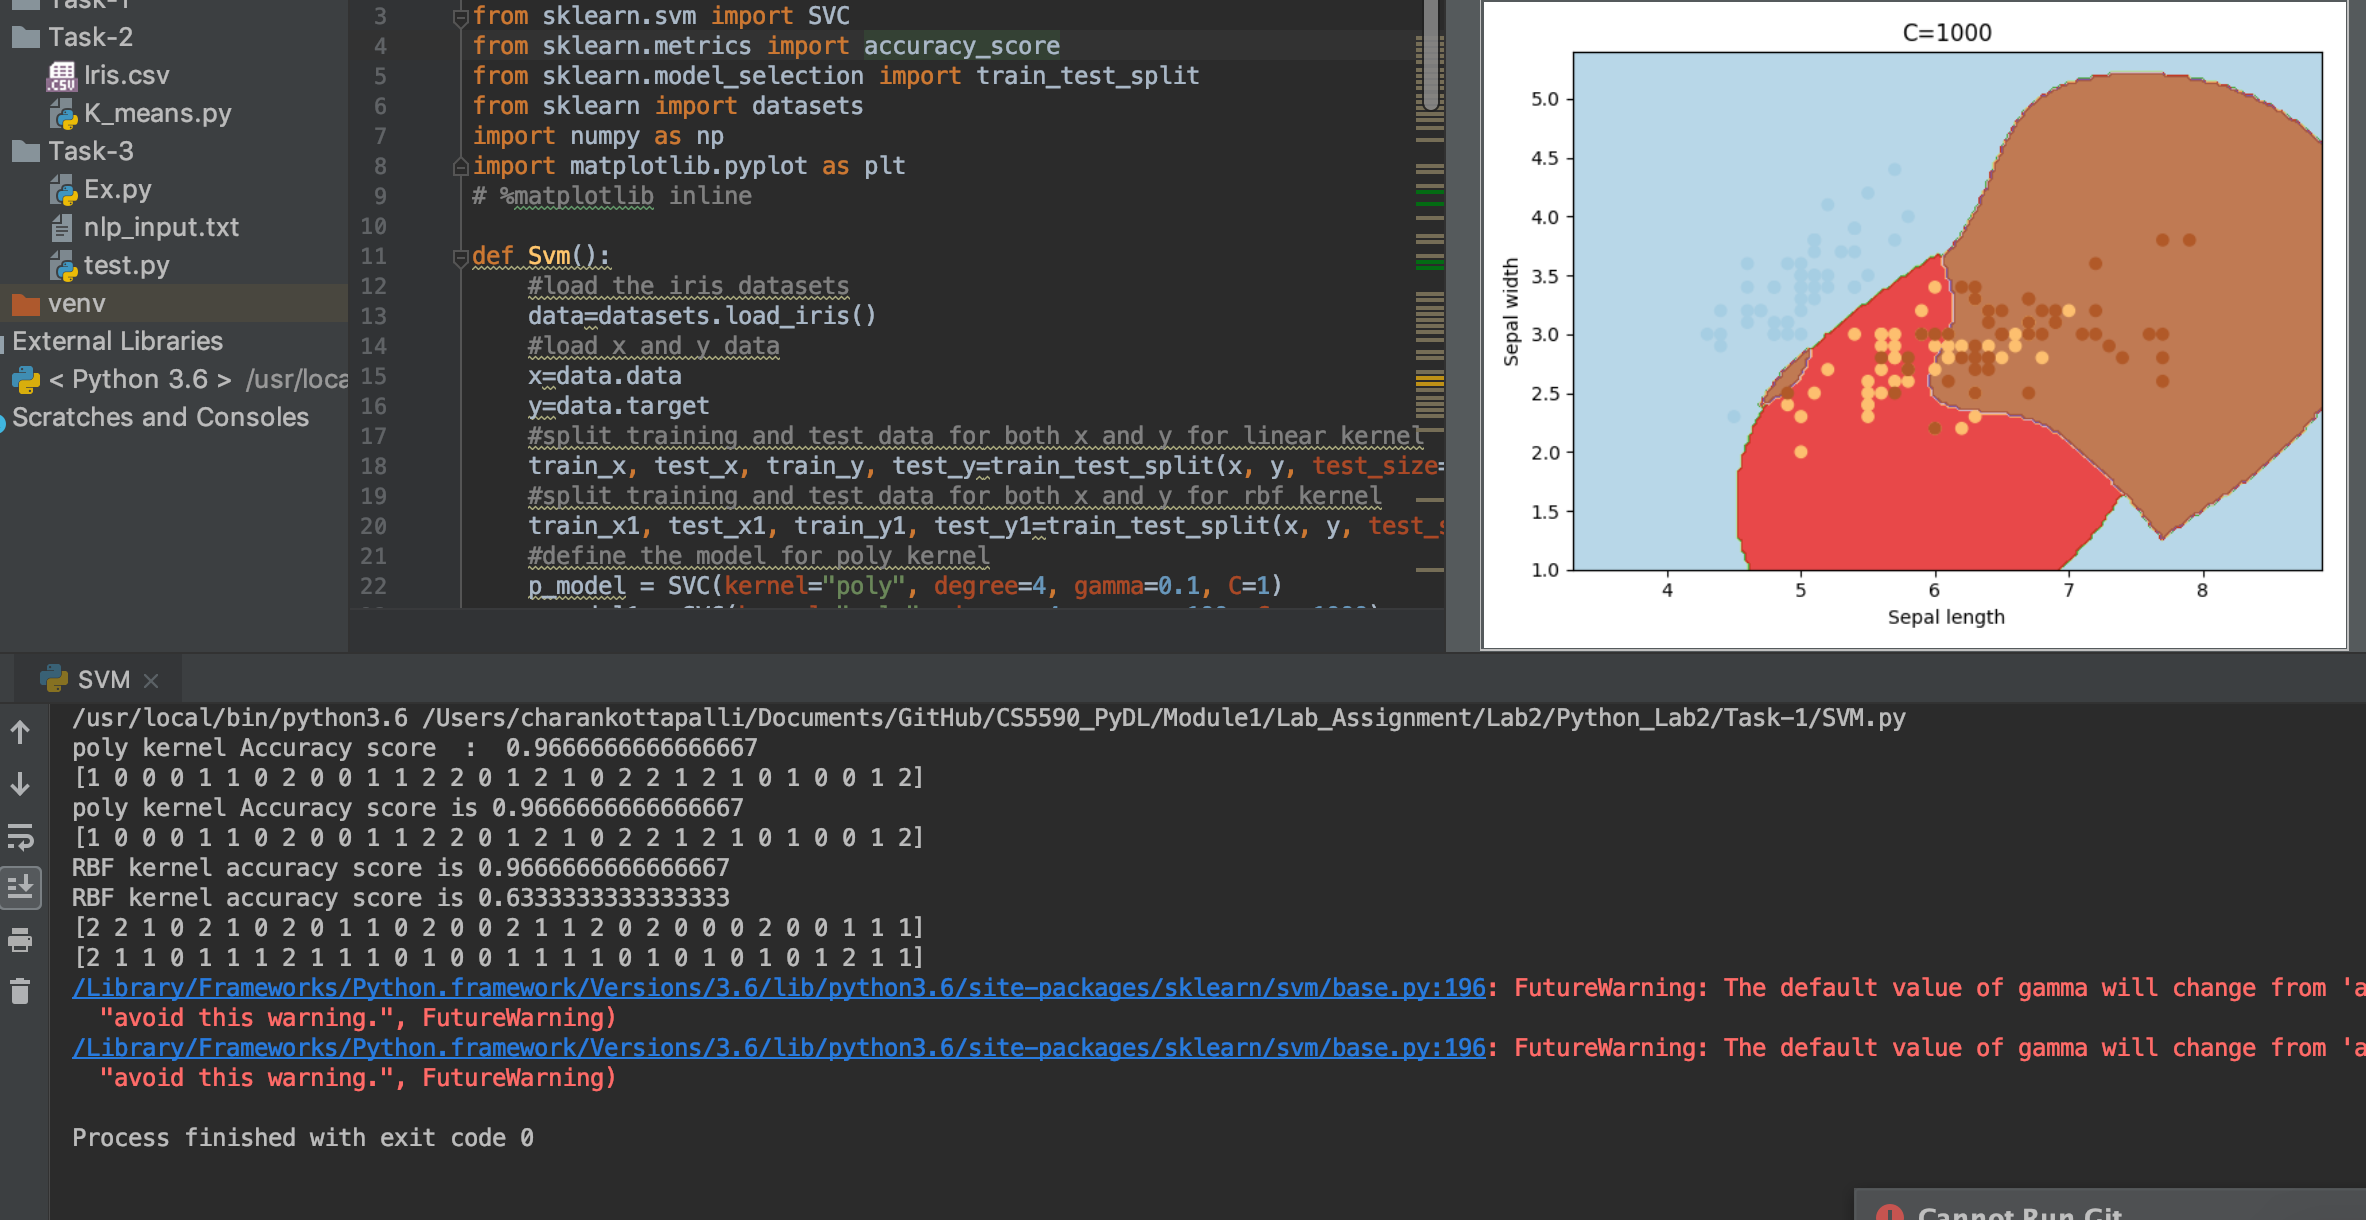 Task-1
Task-2
Iris.csv
K_means.py
Task-3
Ex.py
nlp_input.txt
test.py
venv
External Libraries
< Python 3.6 > /usr/loca
Scratches and Consoles
3 from sklearn.svm import SVC
4 from sklearn.metrics import accuracy_score
5 from sklearn.model_selection import train_test_split
6 from sklearn import datasets
7 import numpy as np
8 import matplotlib.pyplot as plt
9 # %matplotlib inline
10
11 def Svm():
12 #load the iris datasets
13 data=datasets.load_iris()
14 #load x and y data
15 x=data.data
16 y=data.target
17 #split training and test data for both x and y for linear kernel
18 train_x, test_x, train_y, test_y=train_test_split(x, y, test_size=
19 #split training and test data for both x and y for rbf kernel
20 train_x1, test_x1, train_y1, test_y1=train_test_split(x, y, test_s
21 #define the model for poly kernel
22 p_model = SVC(kernel="poly", degree=4, gamma=0.1, C=1)
C=1000
Sepal width
5.0
4.5
4.0
3.5
3.0
2.5
2.0
1.5
1.0
4 5 6 7 8
Sepal length
SVM
/usr/local/bin/python3.6 /Users/charankottapalli/Documents/GitHub/CS5590_PyDL/Module1/Lab_Assignment/Lab2/Python_Lab2/Task-1/SVM.py
poly kernel Accuracy score  :  0.9666666666666667
[1 0 0 0 1 1 0 2 0 0 1 1 2 2 0 1 2 1 0 2 2 1 2 1 0 1 0 0 1 2]
poly kernel Accuracy score is 0.9666666666666667
[1 0 0 0 1 1 0 2 0 0 1 1 2 2 0 1 2 1 0 2 2 1 2 1 0 1 0 0 1 2]
RBF kernel accuracy score is 0.9666666666666667
RBF kernel accuracy score is 0.6333333333333333
[2 2 1 0 2 1 0 2 0 1 1 0 2 0 0 2 1 1 2 0 2 0 0 0 2 0 0 1 1 1]
[2 1 1 0 1 1 1 2 1 1 1 0 1 0 0 1 1 1 1 0 1 0 1 0 1 0 1 2 1 1]
/Library/Frameworks/Python.framework/Versions/3.6/lib/python3.6/site-packages/sklearn/svm/base.py:196: FutureWarning: The default value of gamma will change from 'a
"avoid this warning.", FutureWarning)
/Library/Frameworks/Python.framework/Versions/3.6/lib/python3.6/site-packages/sklearn/svm/base.py:196: FutureWarning: The default value of gamma will change from 'a
"avoid this warning.", FutureWarning)
Process finished with exit code 0
Cannot Run Git